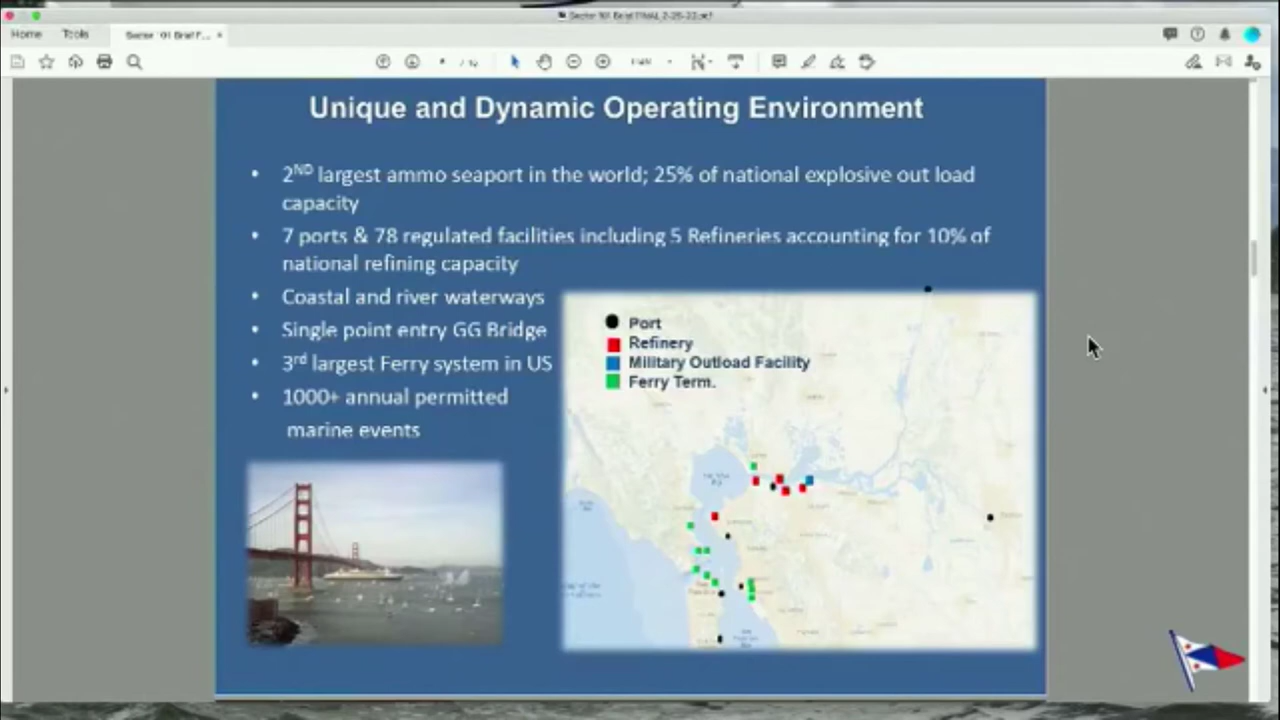 Home
Tools
Unique and Dynamic Operating Environment
• 2ND largest ammo seaport in the world; 25% of national explosive out load
capacity
• 7 ports & 78 regulated facilities including 5 Refineries accounting for 10% of
national refining capacity
• Coastal and river waterways
• Single point entry GG Bridge
• 3rd largest Ferry system in US
• 1000+ annual permitted
marine events
Port
Refinery
Military Outload Facility
Ferry Term.